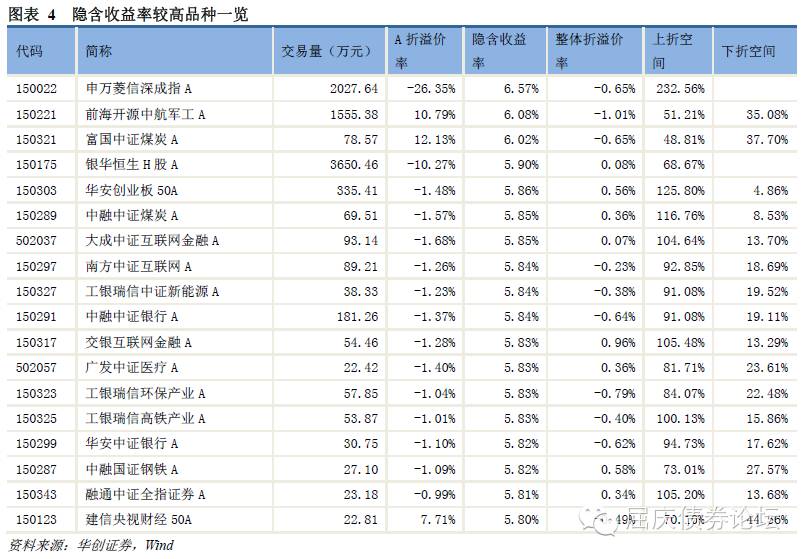 图表 4 隐含收益率较高品种一览
代码 简称 交易量（万元） A 折溢价率 隐含收益率 整体折溢价率 上折空间 下折空间
150022 申万菱信深成指 A 2027.64 -26.35% 6.57% -0.65% 232.56%
150221 前海开源中航军工 A 1555.38 10.79% 6.08% -1.01% 51.21% 35.08%
150321 富国中证煤炭 A 78.57 12.13% 6.02% -0.65% 48.81% 37.70%
150175 银华恒生 H 股 A 3650.46 -10.27% 5.90% 0.08% 68.67%
150303 华安创业板 50A 335.41 -1.48% 5.86% 0.56% 125.80% 4.86%
150289 中融中证煤炭 A 69.51 -1.57% 5.85% 0.36% 116.76% 8.53%
502037 大成中证互联网金融 A 93.14 -1.68% 5.85% 0.07% 104.64% 13.70%
150297 南方中证互联网 A 89.21 -1.26% 5.84% -0.23% 92.85% 18.69%
150327 工银瑞信中证新能源 A 38.33 -1.23% 5.84% -0.38% 91.08% 19.52%
150291 中融中证银行 A 181.26 -1.37% 5.84% -0.64% 91.08% 19.11%
150317 交银互联网金融 A 54.46 -1.28% 5.83% 0.96% 105.48% 13.29%
502057 广发中证医疗 A 22.42 -1.40% 5.83% 0.36% 81.71% 23.61%
150323 工银瑞信环保产业 A 57.85 -1.04% 5.83% -0.79% 84.07% 22.48%
150325 工银瑞信高铁产业 A 53.87 -1.01% 5.83% -0.40% 100.13% 15.86%
150299 华安中证银行 A 30.75 -1.10% 5.82% -0.62% 94.73% 17.62%
150287 中融国证钢铁 A 27.10 -1.09% 5.82% 0.58% 73.01% 27.57%
150343 融通中证全指证券 A 23.18 -0.99% 5.81% 0.34% 105.20% 13.68%
150123 建信央视财经 50A 22.81 7.71% 5.80%
屈庆债券论坛
资料来源：华创证券，Wind